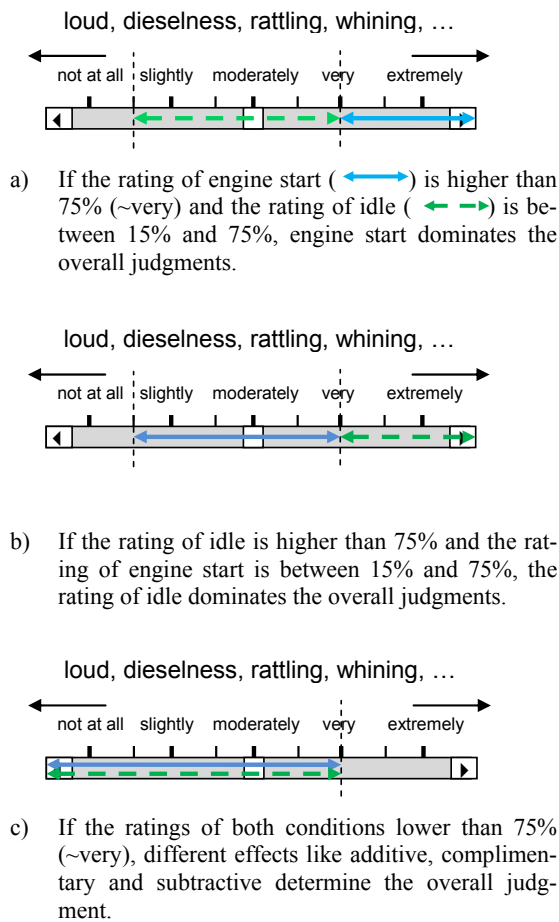 loud, dieselness, rattling, whining, …
not at all slightly moderately very extremely
a) If the rating of engine start ( ) is higher than
75% (~very) and the rating of idle ( ) is be-
tween 15% and 75%, engine start dominates the
overall judgments.
loud, dieselness, rattling, whining, …
not at all slightly moderately very extremely
b) If the rating of idle is higher than 75% and the rat-
ing of engine start is between 15% and 75%, the
rating of idle dominates the overall judgments.
loud, dieselness, rattling, whining, …
not at all slightly moderately very extremely
c) If the ratings of both conditions lower than 75%
(~very), different effects like additive, complimen-
tary and subtractive determine the overall judg-
ment.